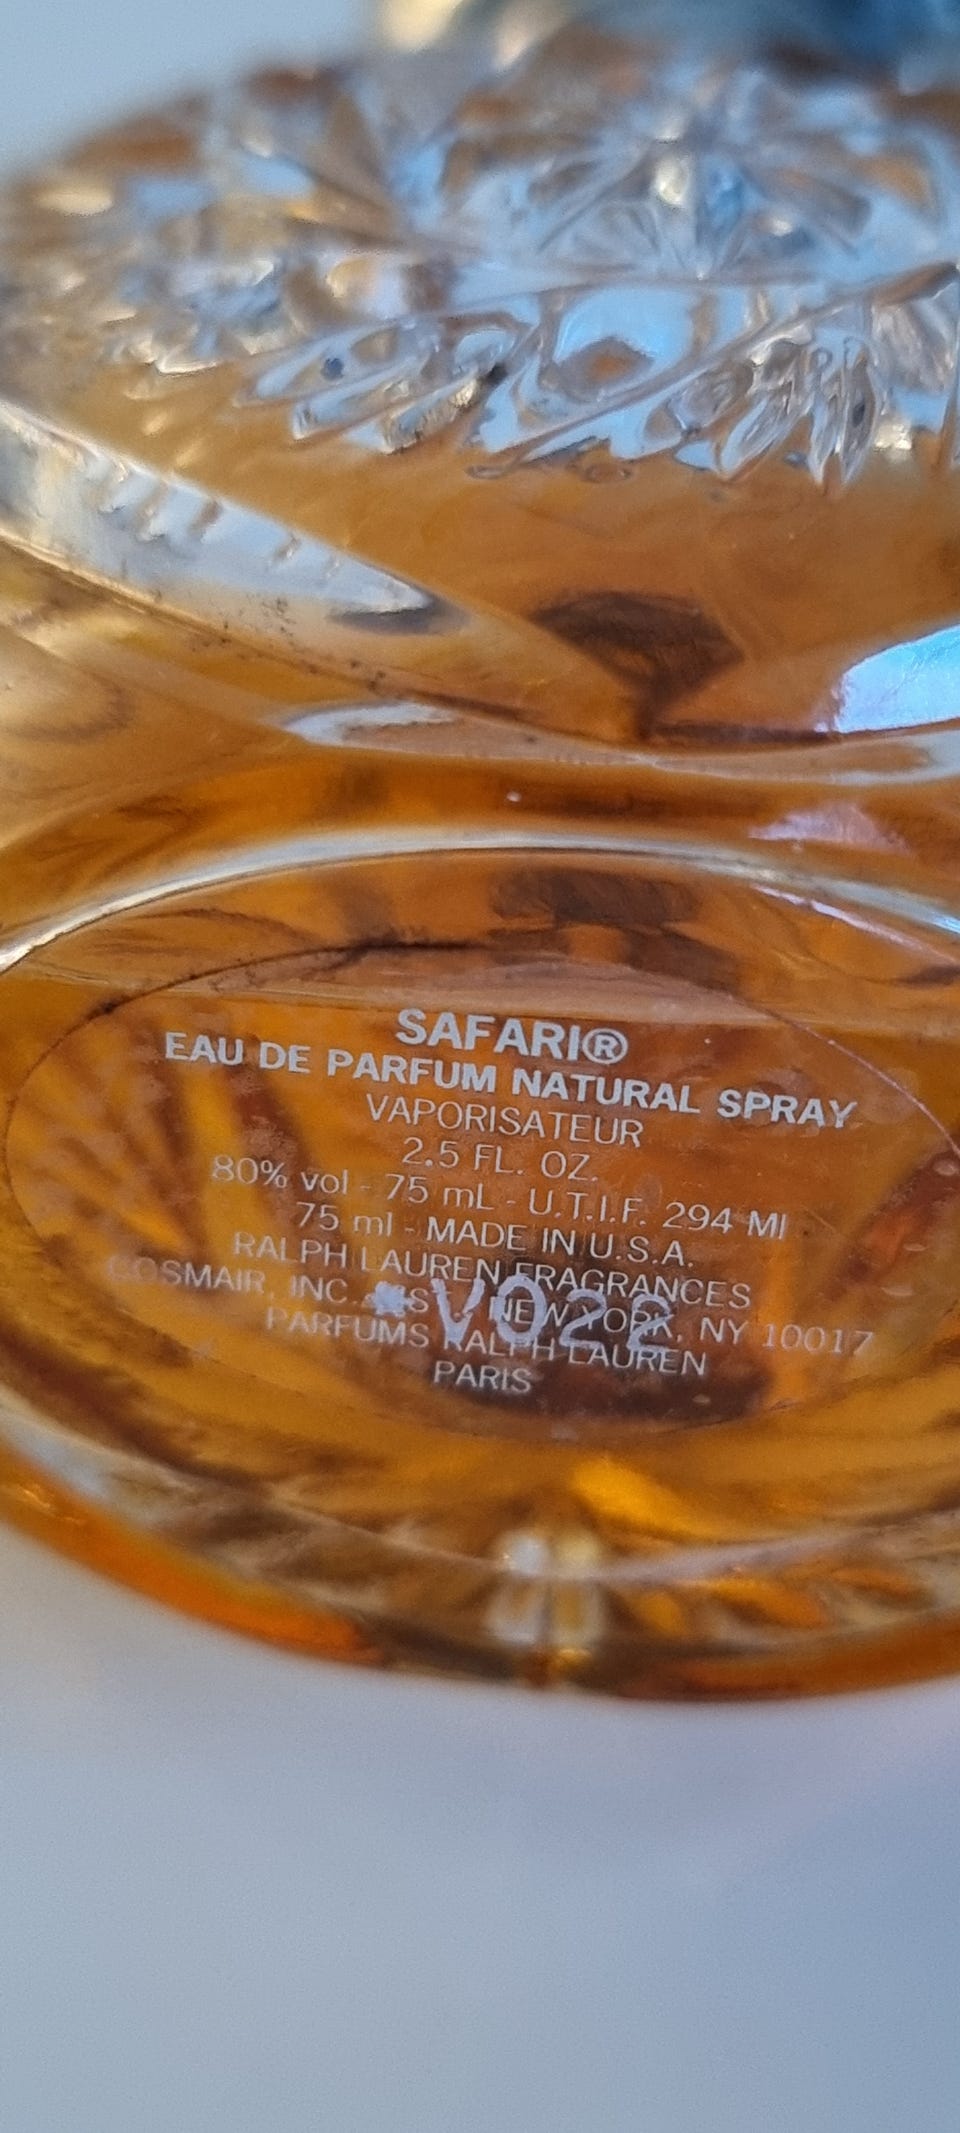 SAFARI®
EAU DE PARFUM NATURAL SPRAY
VAPORISATEUR
2.5 FL. OZ.
80% vol - 75 mL - U.T.I.F. 294 MI
75 ml - MADE IN U.S.A.
RALPH LAUREN FRAGRANCES
COSMAIR, INC. NEW YORK, NY 10017
V022
PARFUMS RALPH LAUREN
PARIS